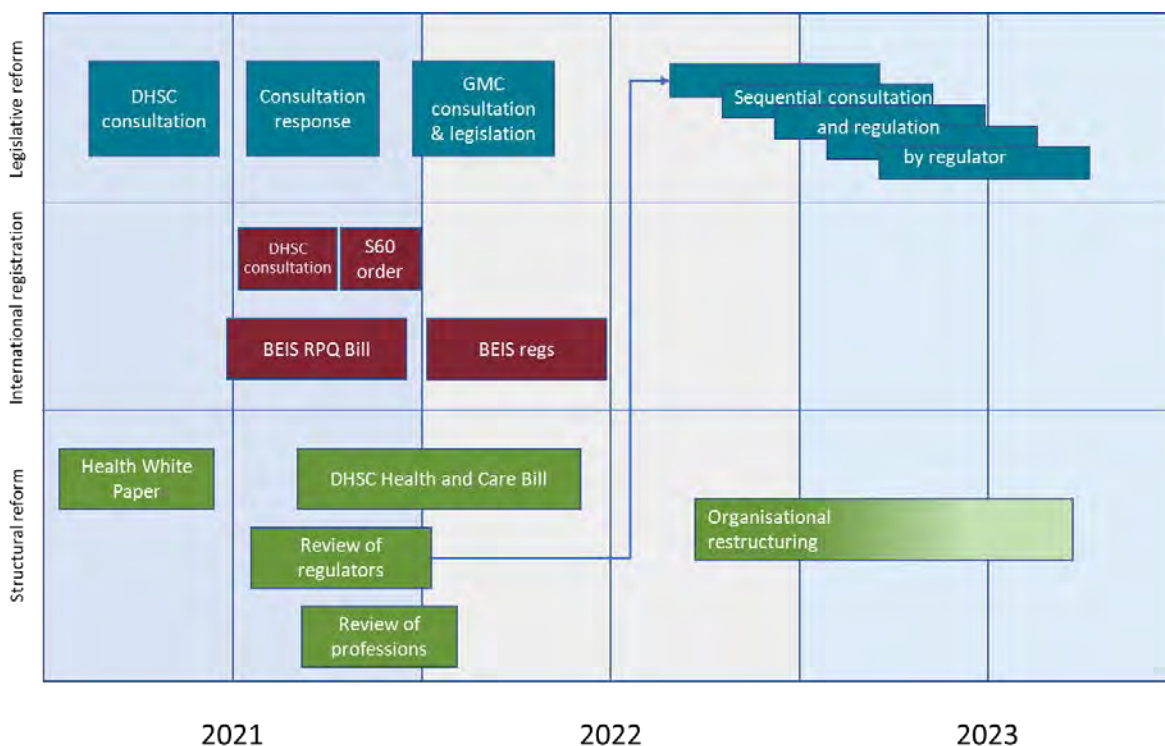 Legislative reform
DHSC
consultation
Consultation
response
GMC
consultation
& legislation
Sequential consultation
and regulation
by regulator
International registration
DHSC
consultation
S60
order
BEIS RPQ Bill
BEIS regs
Structural reform
Health White
Paper
DHSC Health and Care Bill
Review of
regulators
Organisational
restructuring
Review of
professions
2021
2022
2023